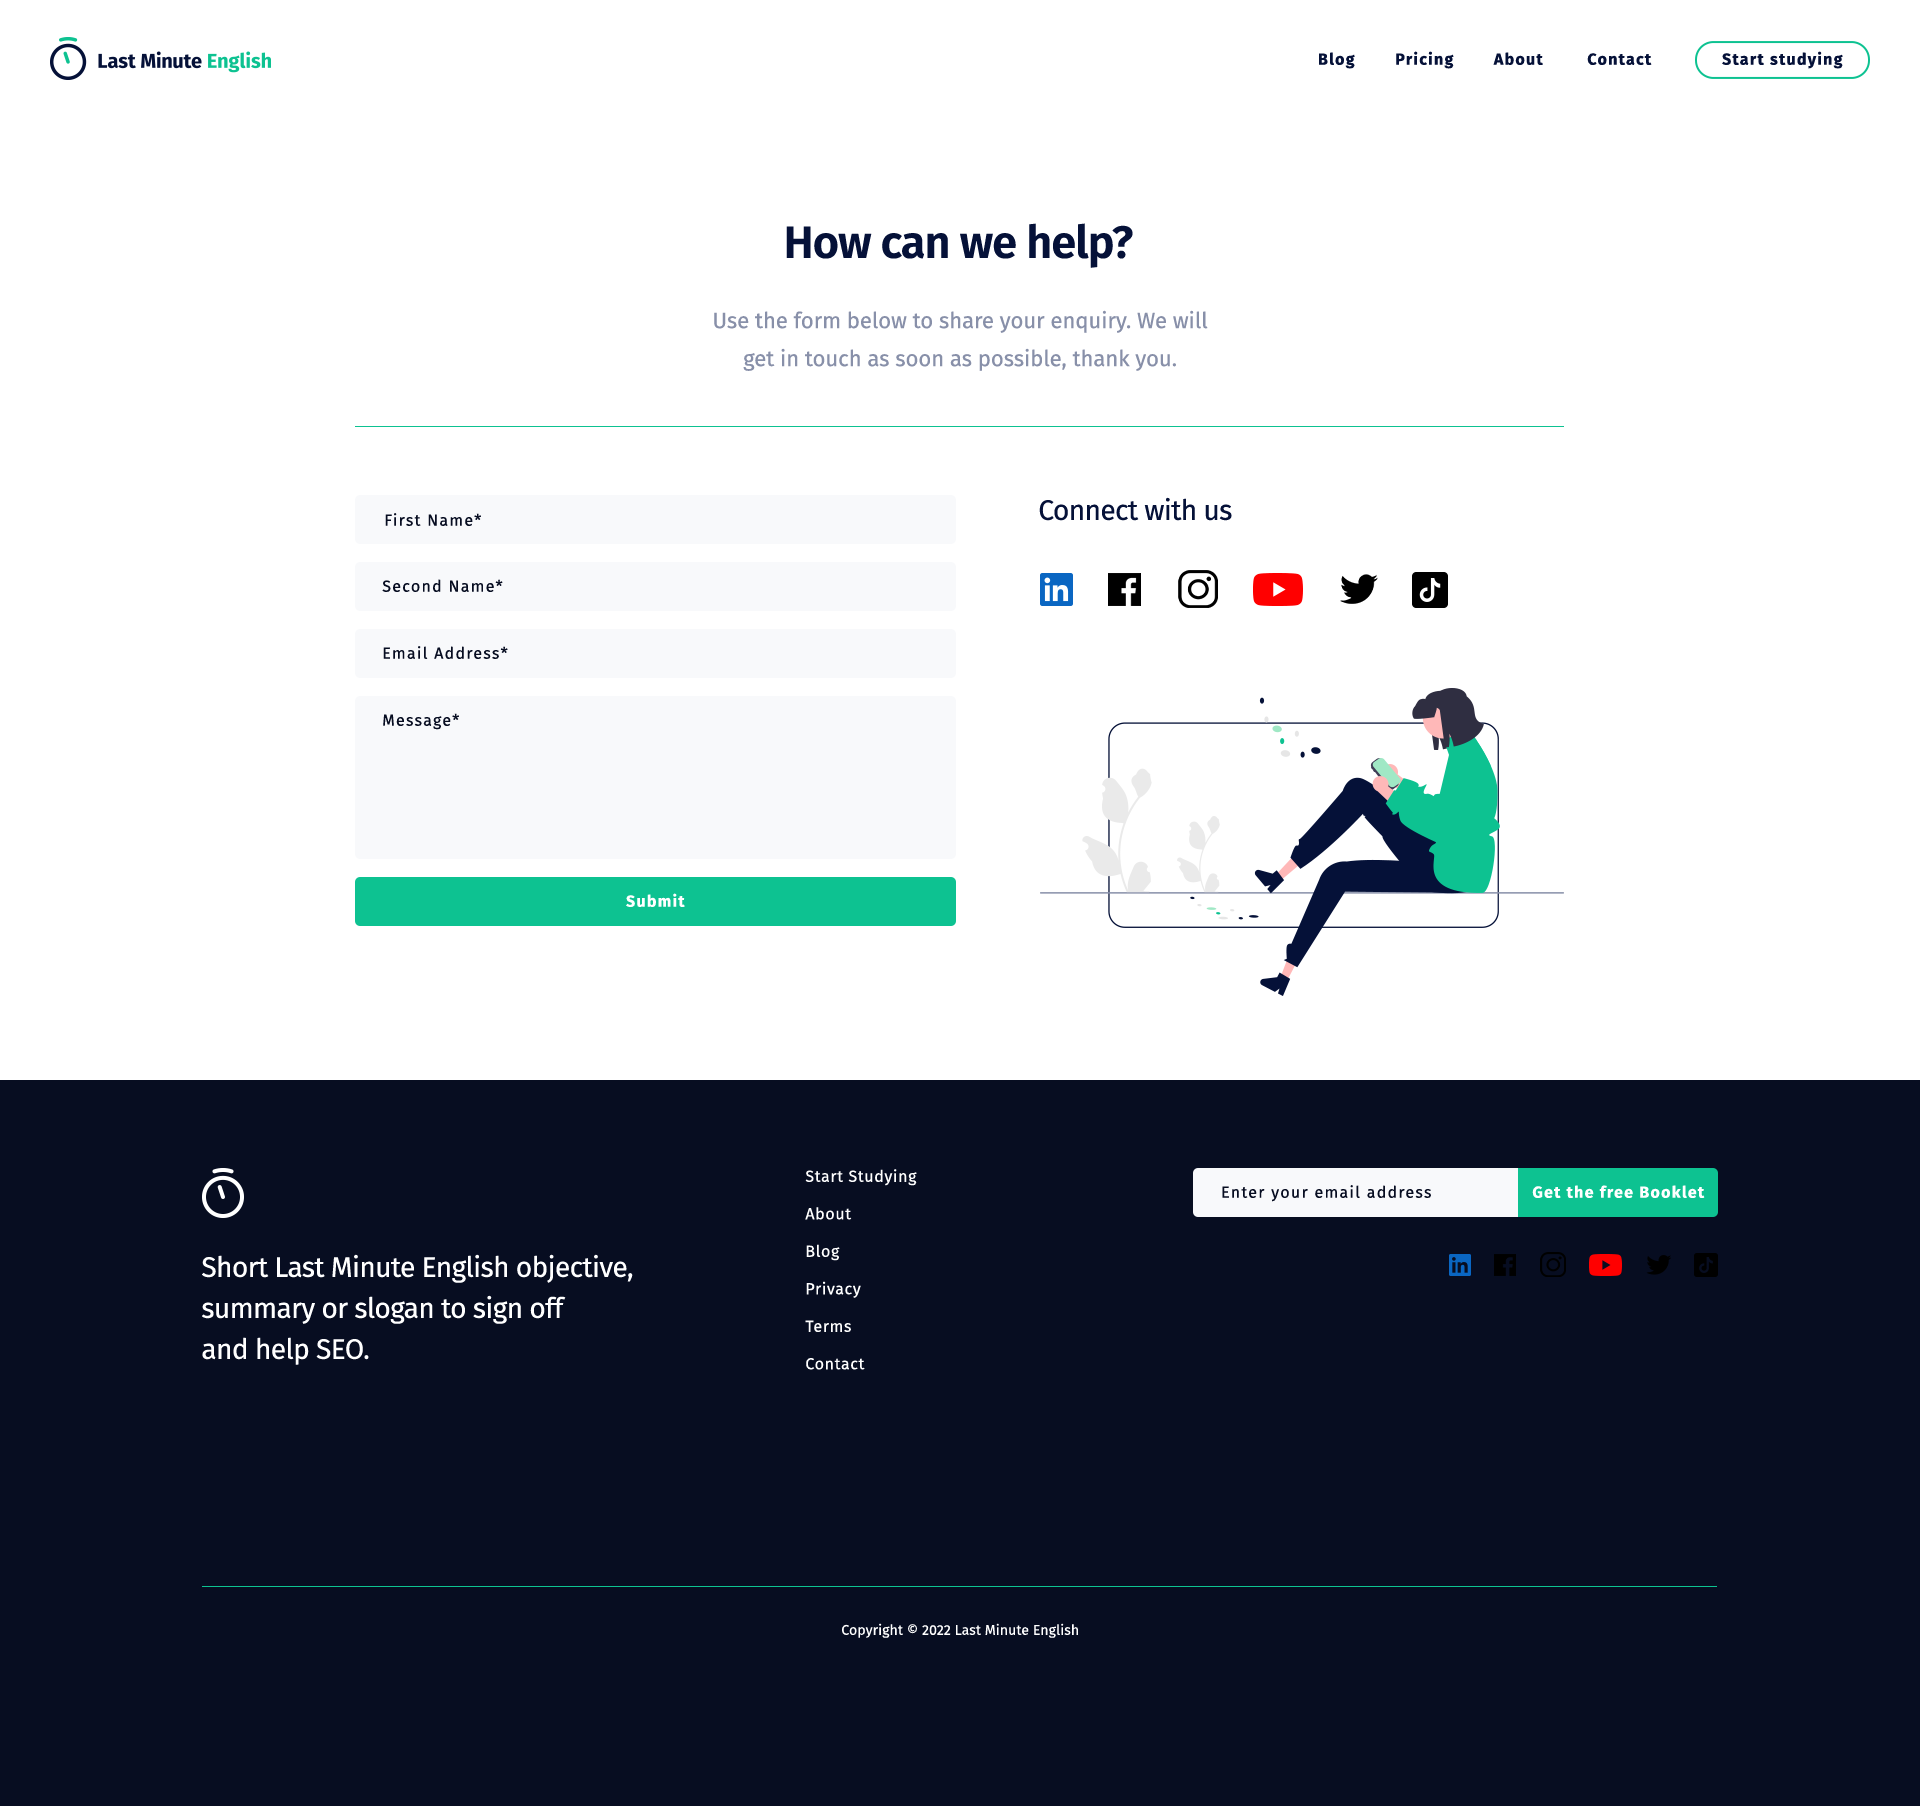 Last Minute English
Blog
Pricing
About
Contact
Start studying
How can we help?
Use the form below to share your enquiry. We will
get in touch as soon as possible, thank you.
First Name*
Second Name*
Email Address*
Message*
Submit
Connect with us
in
Short Last Minute English objective,
summary or slogan to sign off
and help SEO.
Start Studying
About
Blog
Privacy
Terms
Contact
Enter your email address
Get the free Booklet
in
Copyright © 2022 Last Minute English